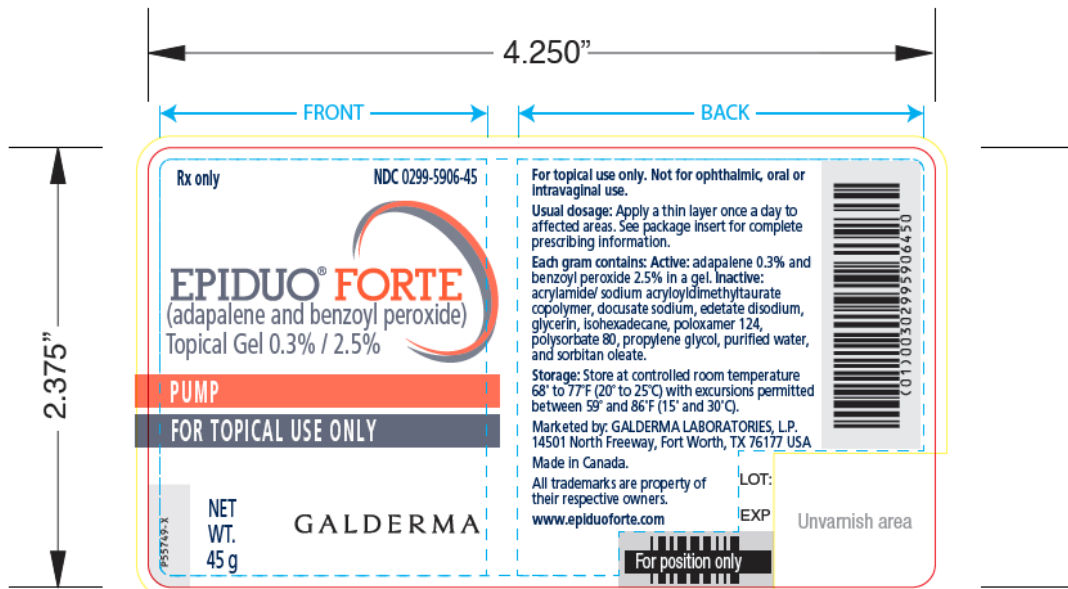 4.250”
FRONT
BACK
2.375”
Rx only
NDC 0299-5906-45
EPIDUO® FORTE
(adapalene and benzoyl peroxide)
Topical Gel 0.3% / 2.5%
PUMP
FOR TOPICAL USE ONLY
P55749-X
NET
WT.
45 g
GALDERMA
For topical use only. Not for ophthalmic, oral or
intravaginal use.
Usual dosage: Apply a thin layer once a day to
affected areas. See package insert for complete
prescribing information.
Each gram contains: Active: adapalene 0.3% and
benzoyl peroxide 2.5% in a gel. Inactive:
acrylamide/ sodium acryloyldimethyltaurate
copolymer, docusate sodium, edetate disodium,
glycerin, isohexadecane, poloxamer 124,
polysorbate 80, propylene glycol, purified water,
and sorbitan oleate.
Storage: Store at controlled room temperature
68˚ to 77˚F (20˚ to 25˚C) with excursions permitted
between 59˚ and 86˚F (15˚ and 30˚C).
Marketed by: GALDERMA LABORATORIES, L.P.
14501 North Freeway, Fort Worth, TX 76177 USA
Made in Canada.
All trademarks are property of
their respective owners.
www.epiduoforte.com
(01)00302995906450
LOT:
EXP
Unvarnish area
For position only